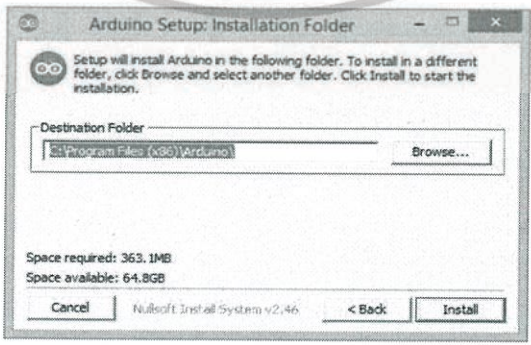 Arduino Setup: Installation Folder
Setup will install Arduino in the following folder. To install in a different
folder, click Browse and select another folder. Click Install to start the
installation.
Destination Folder
C:\Program Files (x86)\Arduino\
Browse...
Space required: 363.1MB
Space available: 64.8GB
Cancel
Nullsoft Install System v2.46
< Back
Install